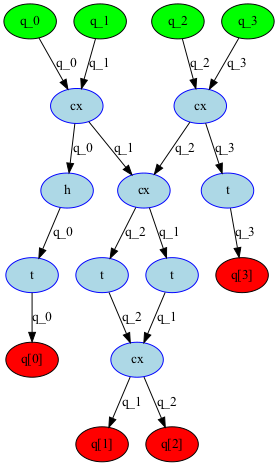 q_0 q_1 q_2 q_3
q_0 q_1 q_2 q_3
cx cx
q_0 q_1 q_2 q_3
h cx t
q_0 q_2 q_1 q_3
t t t q[3]
q_0 q_2 q_1
q[0] cx
q_1 q_2
q[1] q[2]